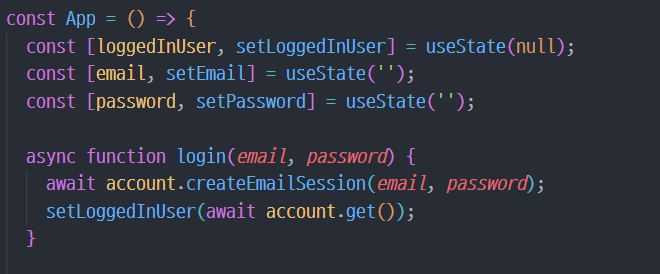 const App = () => {
const [loggedInUser, setLoggedInUser] = useState(null);
const [email, setEmail] = useState('');
const [password, setPassword] = useState('');
async function login(email, password) {
await account.createEmailSession(email, password);
setLoggedInUser(await account.get());
}